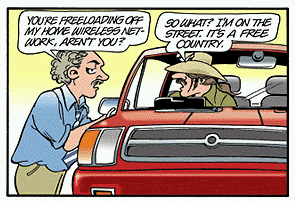 YOU'RE FREELOADING OFF
MY HOME WIRELESS NET-
WORK, AREN'T YOU?
SO WHAT? I'M ON THE
STREET. IT'S A FREE
COUNTRY.